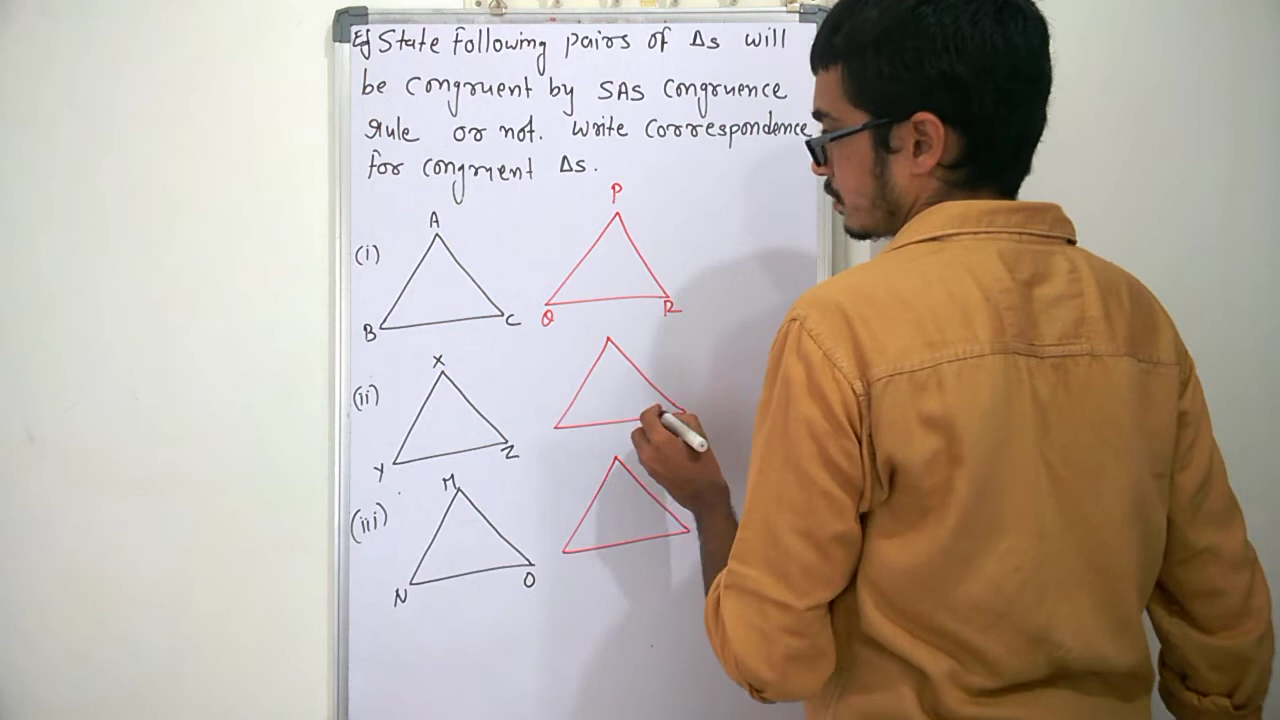 Eg State following pairs of Δs will
be congruent by SAS congruence
rule or not. Write correspondence
for congruent Δs.
P
A
(i)
B C Q R
X
(ii)
Y Z
M
(iii)
N O